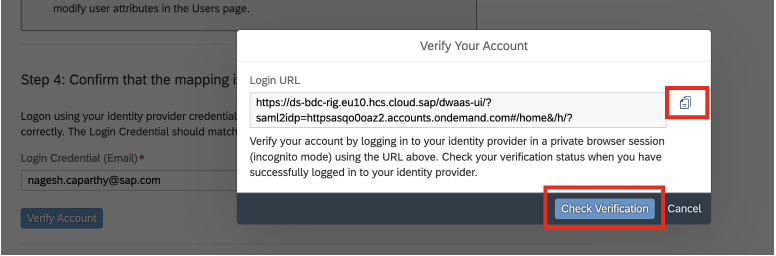 modify user attributes in the Users page.
Verify Your Account
Step 4: Confirm that the mapping i
Login URL
https://ds-bdc-rig.eu10.hcs.cloud.sap/dwaas-ui/?
saml2idp=httpsasqo0oaz2.accounts.ondemand.com#/home&/h/?
Logon using your identity provider credential
correctly. The Login Credential should match
Verify your account by logging in to your identity provider in a private browser session
(incognito mode) using the URL above. Check your verification status when you have
successfully logged in to your identity provider.
Login Credential (Email)*
nagesh.caparthy@sap.com
Verify Account
Check Verification Cancel